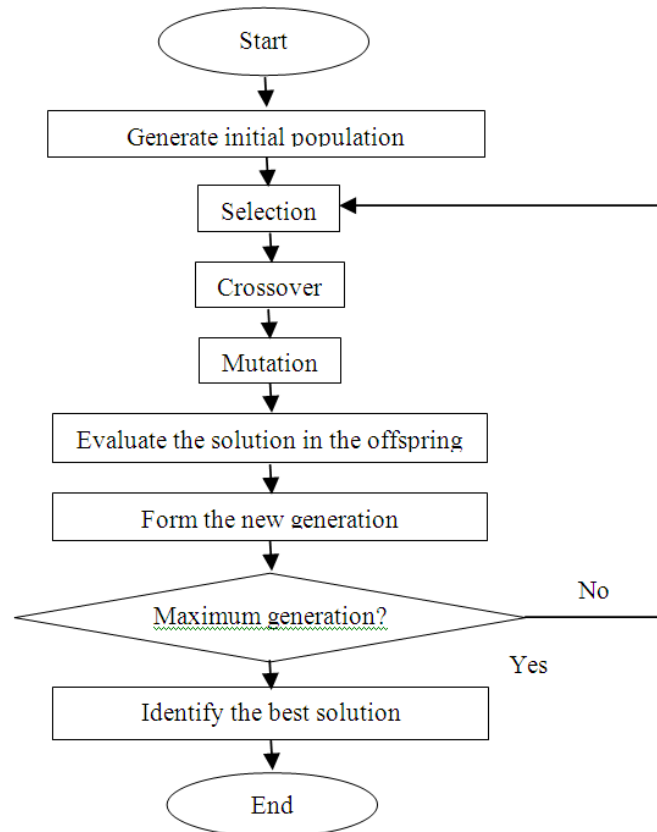 Start
Generate initial population
Selection
Crossover
Mutation
Evaluate the solution in the offspring
Form the new generation
Maximum generation?
No
Yes
Identify the best solution
End